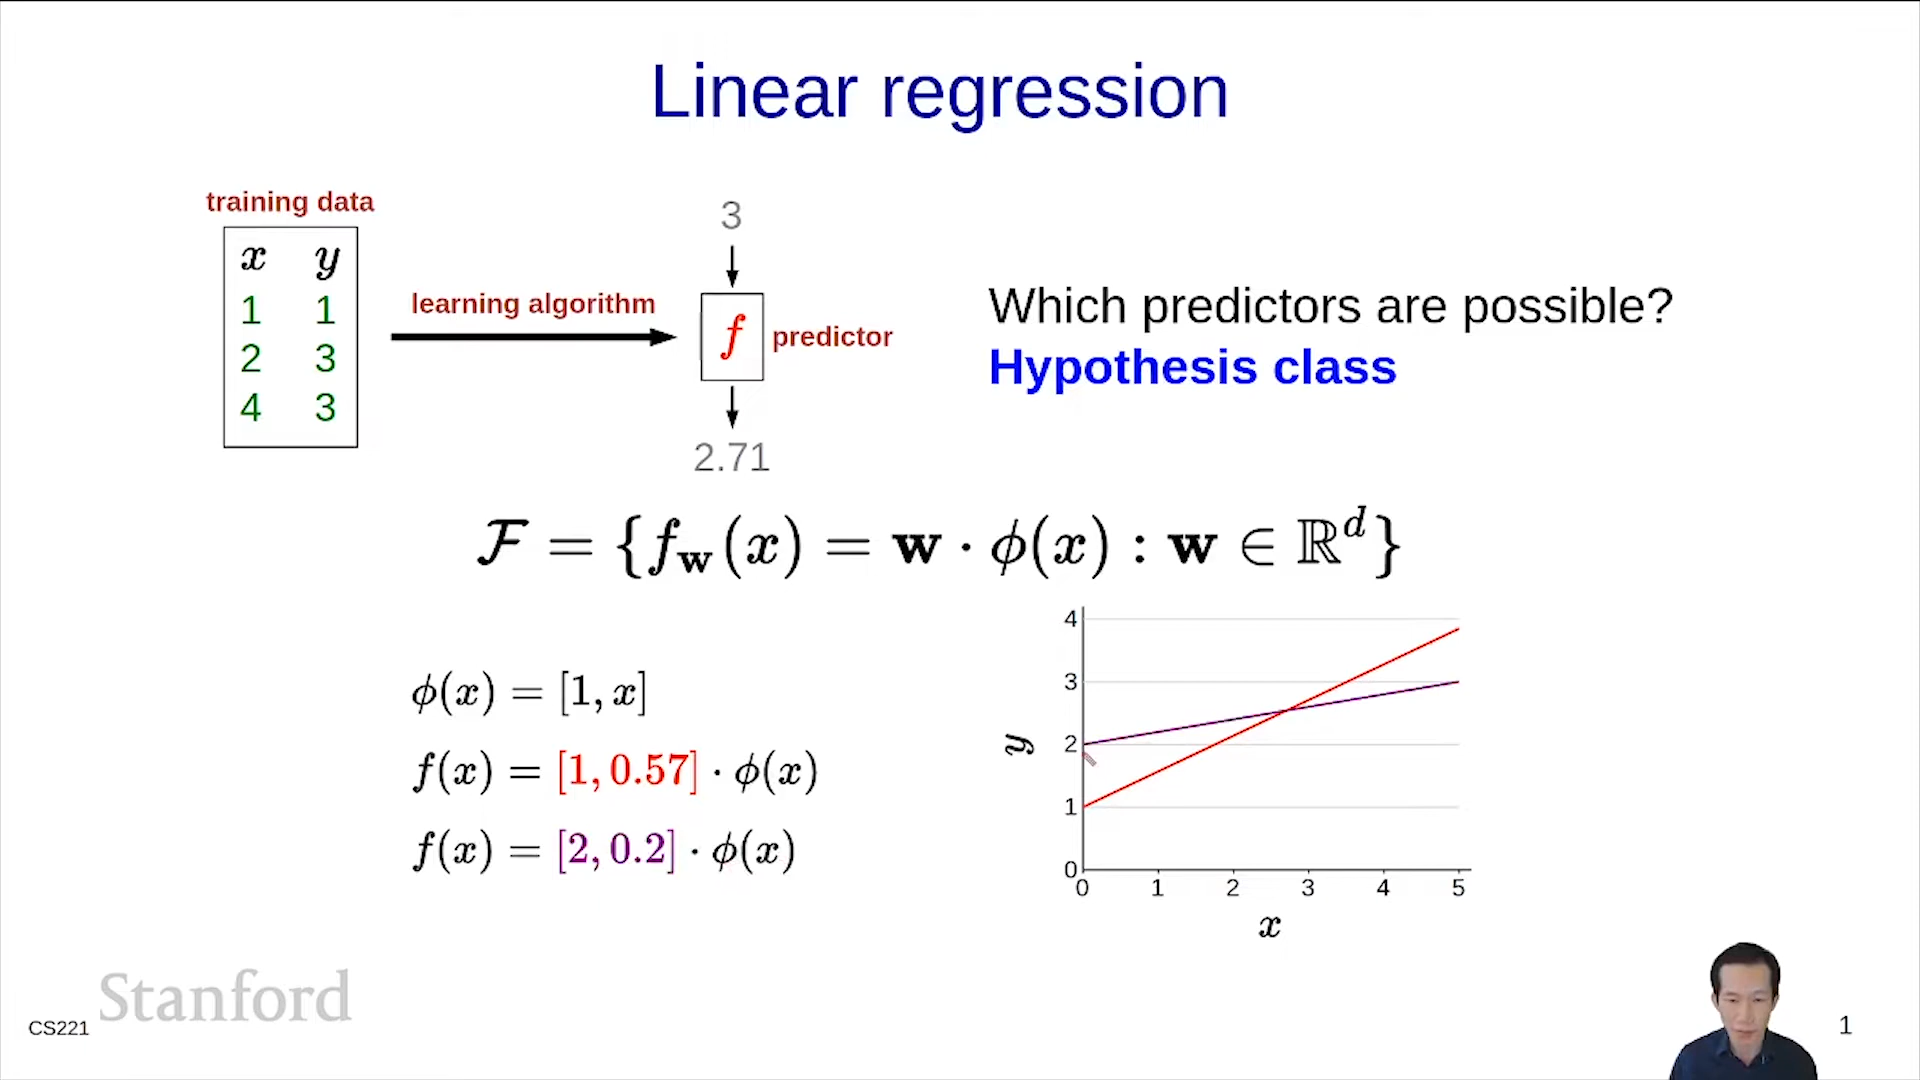 Linear regression
training data
x y
1 1
2 3
4 3
learning algorithm
3
f
predictor
2.71
Which predictors are possible?
Hypothesis class
𝓕 = {f_𝐰(x) = 𝐰 · ϕ(x) : 𝐰 ∈ ℝ^d}
ϕ(x) = [1, x]
f(x) = [1, 0.57] · ϕ(x)
f(x) = [2, 0.2] · ϕ(x)
4
3
2
1
0
y
0 1 2 3 4 5
x
Stanford
CS221
1